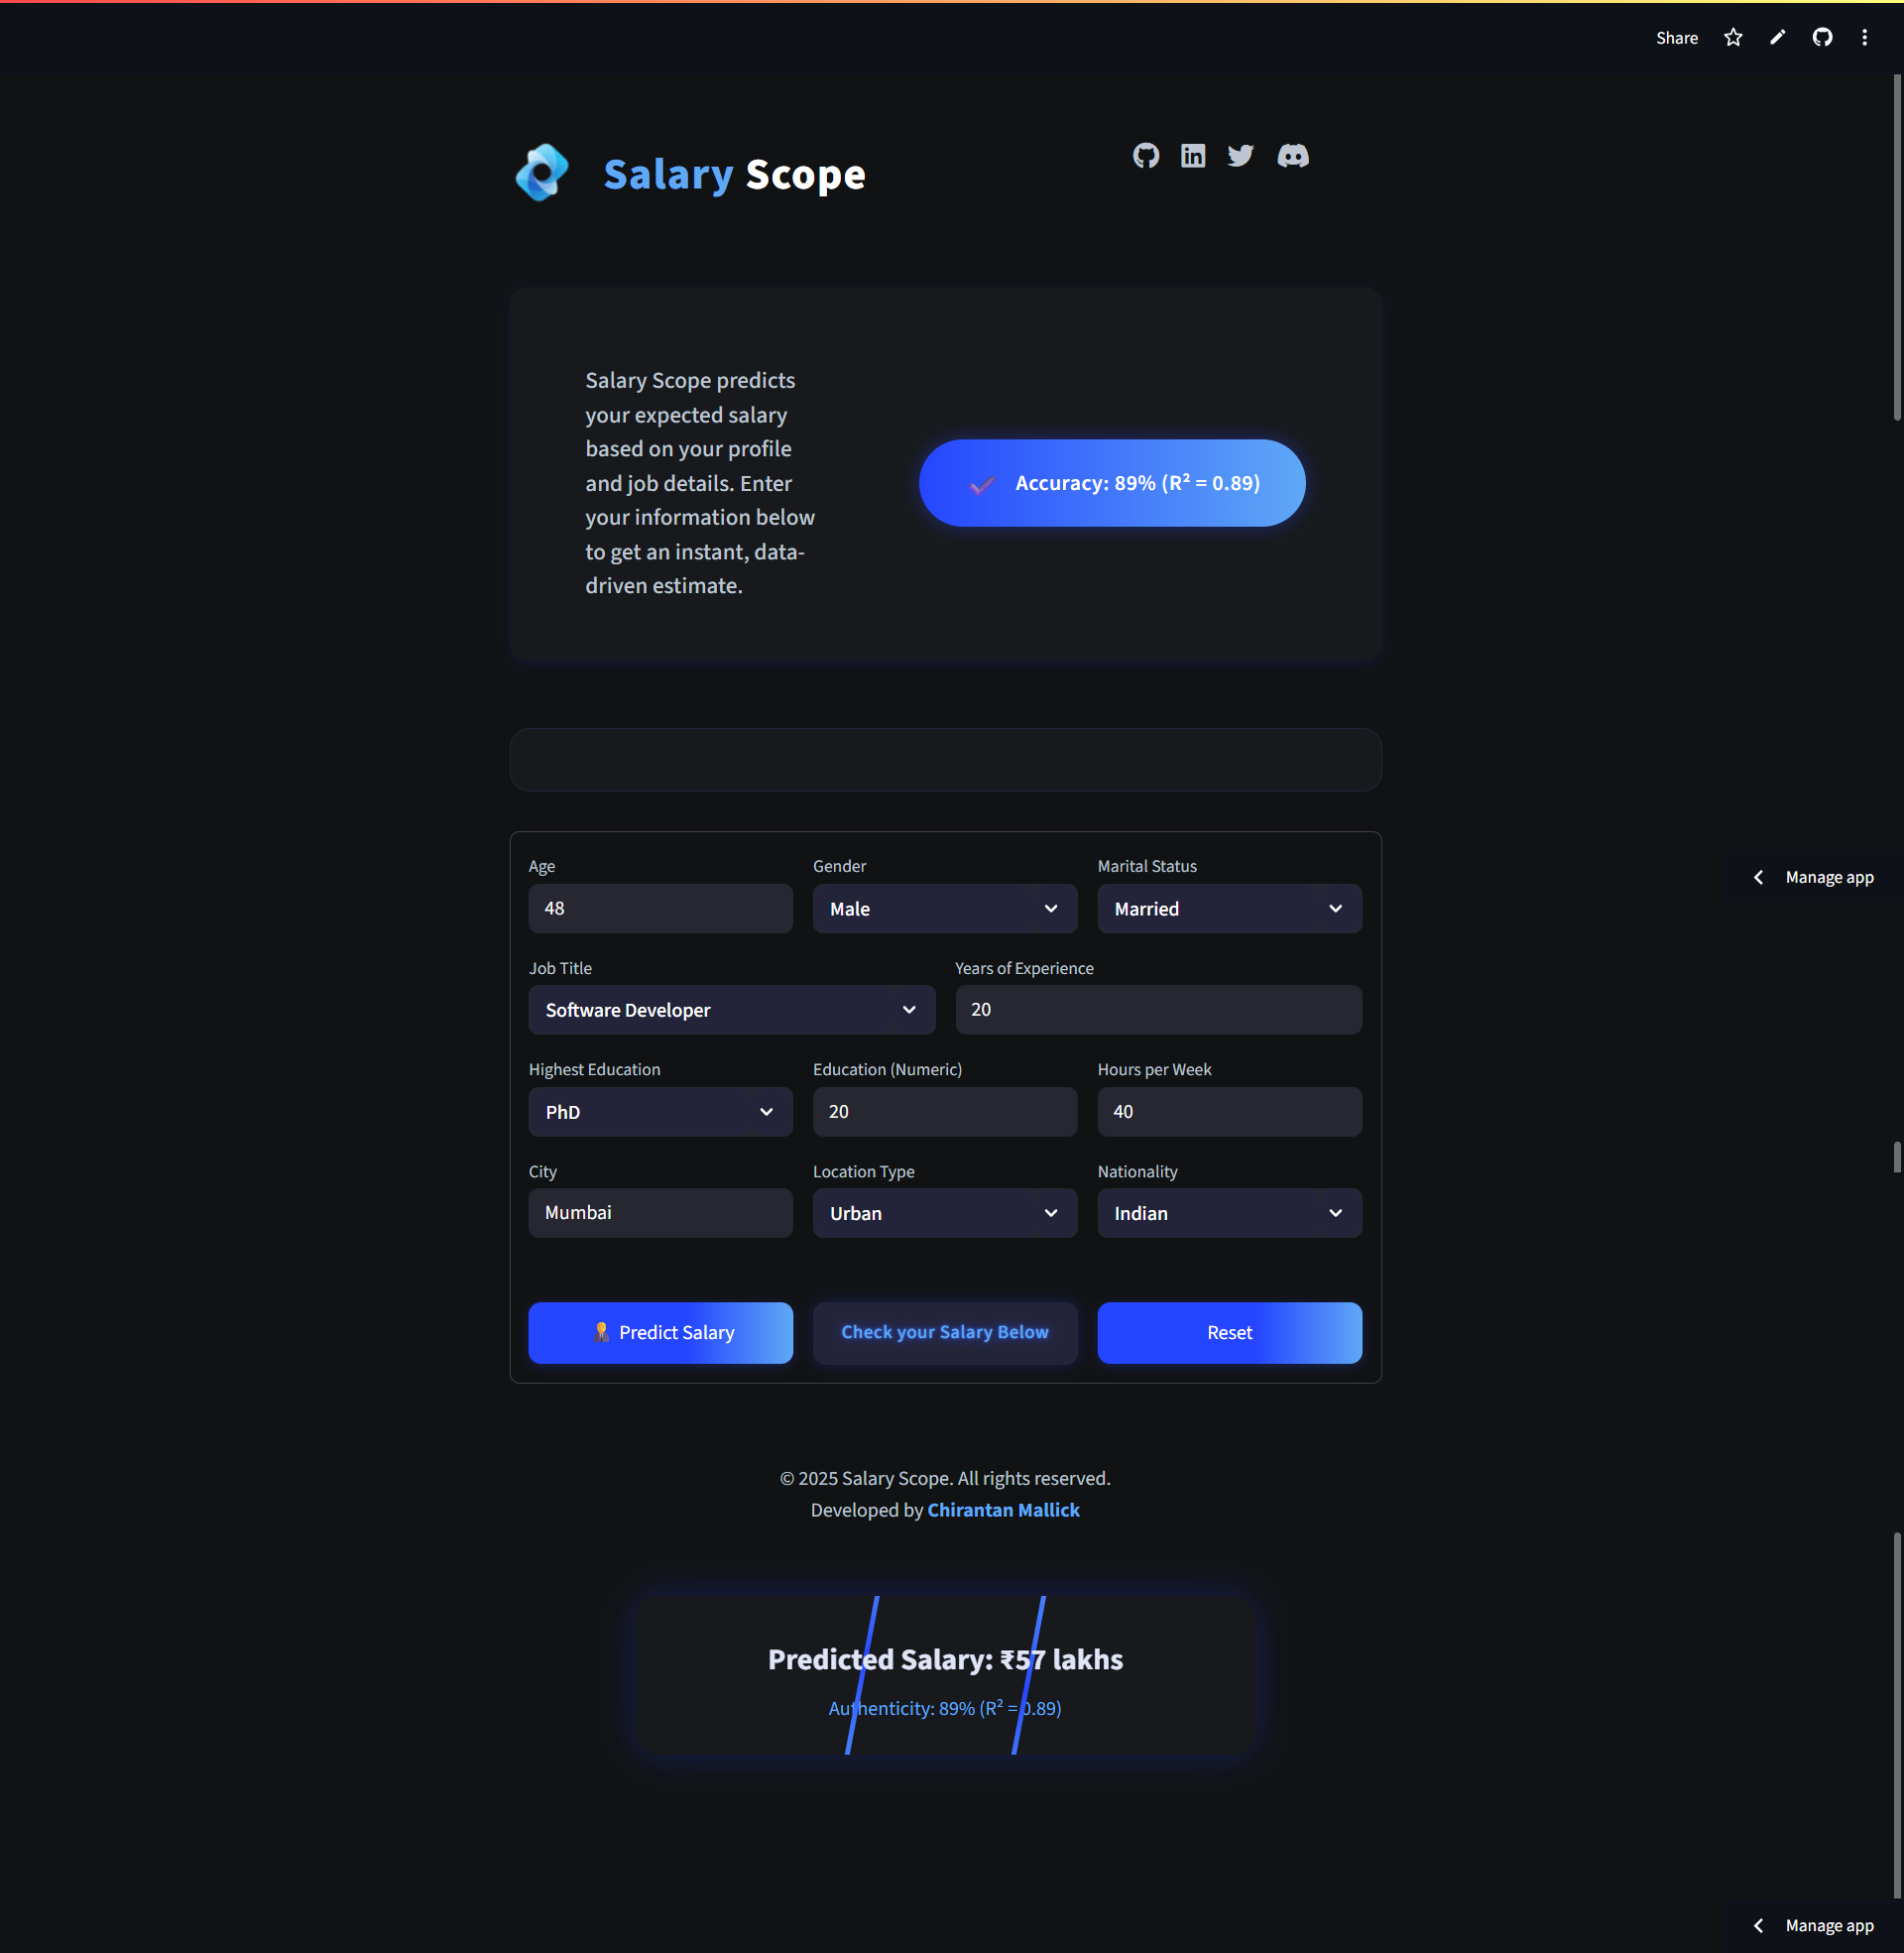 Share
Salary Scope
Salary Scope predicts
your expected salary
based on your profile
and job details. Enter
your information below
to get an instant, data-
driven estimate.
Accuracy: 89% (R² = 0.89)
Age
Gender
Marital Status
48
Male
Married
Job Title
Years of Experience
Software Developer
20
Highest Education
Education (Numeric)
Hours per Week
PhD
20
40
City
Location Type
Nationality
Mumbai
Urban
Indian
Predict Salary
Check your Salary Below
Reset
Manage app
© 2025 Salary Scope. All rights reserved.
Developed by Chirantan Mallick
Predicted Salary: ₹57 lakhs
Authenticity: 89% (R² = 0.89)
Manage app